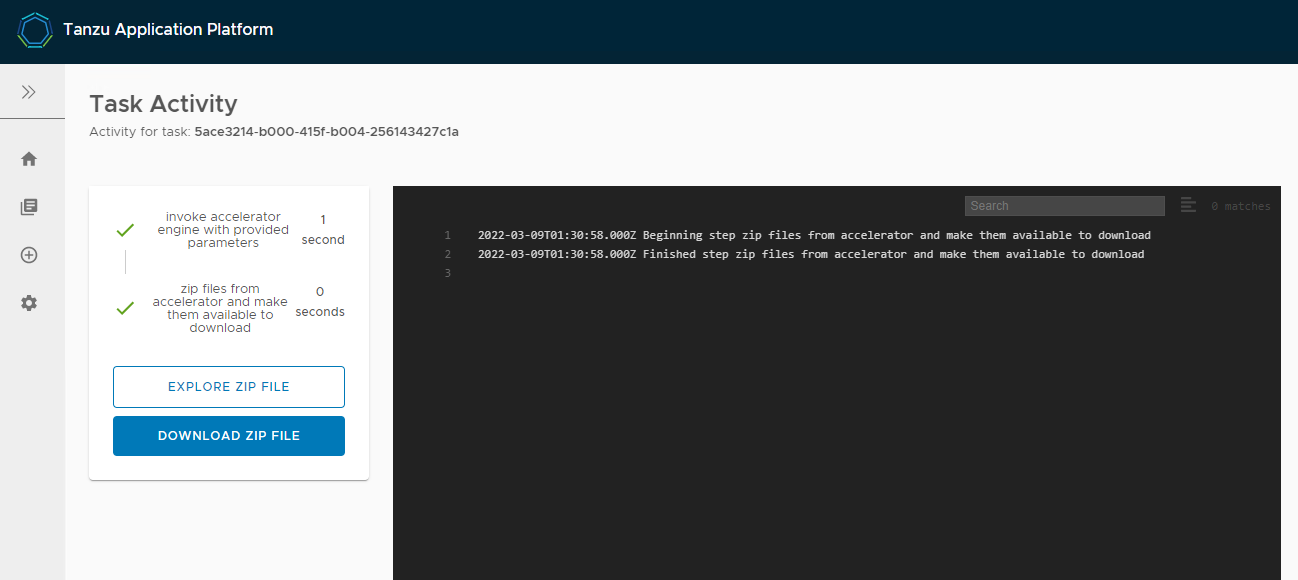 Tanzu Application Platform
Task Activity
Activity for task: 5ace3214-b000-415f-b004-256143427c1a
invoke accelerator
engine with provided
parameters
1
second
zip files from
accelerator and make
them available to
download
0
seconds
EXPLORE ZIP FILE
DOWNLOAD ZIP FILE
Search
0 matches
1 2022-03-09T01:30:58.000Z Beginning step zip files from accelerator and make them available to download
2 2022-03-09T01:30:58.000Z Finished step zip files from accelerator and make them available to download
3